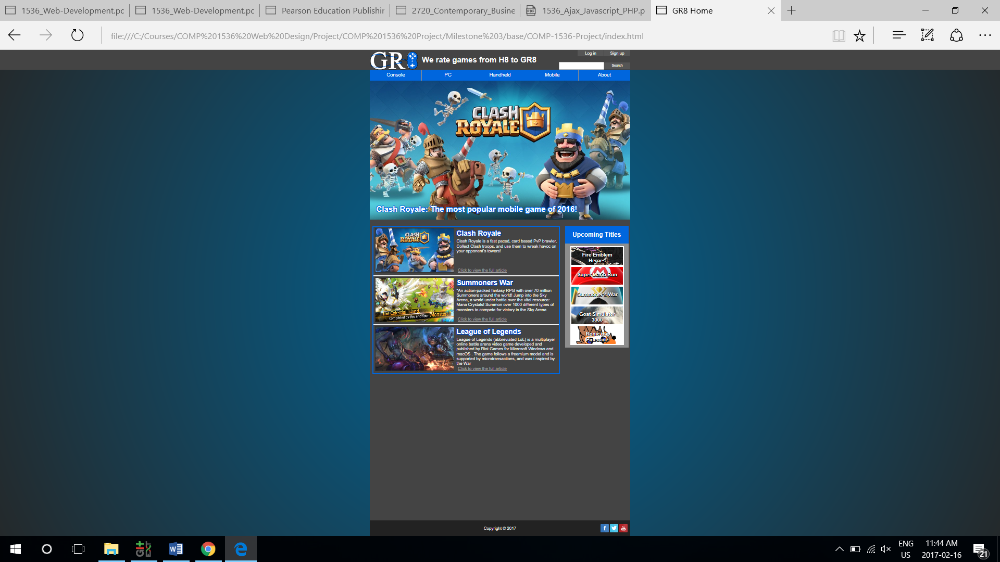 1536_Web-Development.pc
1536_Web-Development.pc
Pearson Education Publishir
2720_Contemporary_Busine
PDF
1536_Ajax_Javascript_PHP.p
GR8 Home
file:///C:/Courses/COMP%201536%20Web%20Design/Project/COMP%201536%20Project/Milestone%203/base/COMP-1536-Project/index.html
GR8
We rate games from H8 to GR8
Log in
Sign up
Search
Console
PC
Handheld
Mobile
About
CLASH
ROYALE
Clash Royale: The most popular mobile game of 2016!
CLASH
ROYALE
Clash Royale
Clash Royale is a fast paced, card based PvP brawler.
Collect Clash troops, and use them to wreak havoc on
your opponent's towers!
Click to view the full article
The Celestial Island,
Completed by You and Your Monsters!!
Summoners War
"An action-packed fantasy RPG with over 70 million
Summoners around the world! Jump into the Sky
Arena, a world under battle over the vital resource:
Mana Crystals! Summon over 1000 different types of
monsters to compete for victory in the Sky Arena
Click to view the full article
League of Legends
League of Legends (abbreviated LoL) is a multiplayer
online battle arena video game developed and
published by Riot Games for Microsoft Windows and
macOS . The game follows a freemium model and is
supported by microtransactions, and was i nspired by
the War
Click to view the full article
Upcoming Titles
Fire Emblem
Heroes
Super Mario Run
Summoner's War
Goat Simulator
3000
Ronic the
Pinecone
Copyright © 2017
ENG
US
11:44 AM
2017-02-16
21